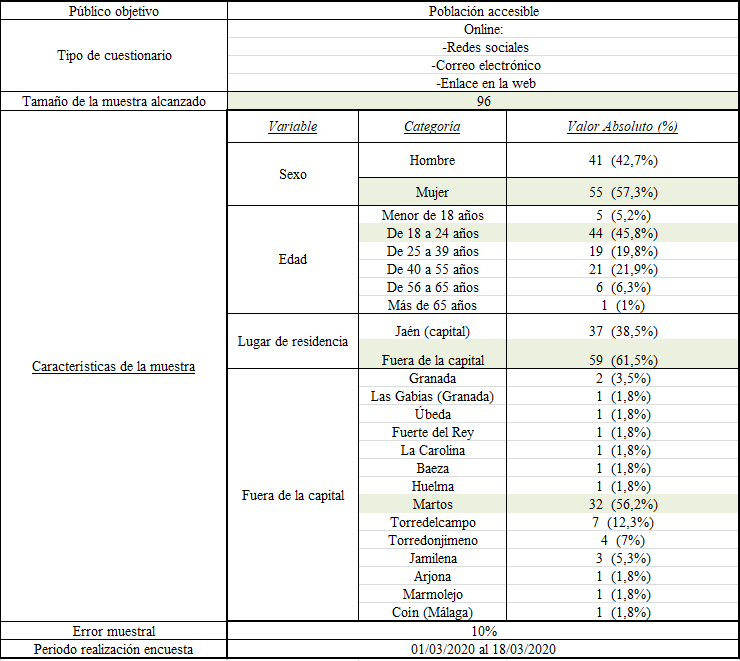 Público objetivo Población accesible
Tipo de cuestionario
Online:
-Redes sociales
-Correo electrónico
-Enlace en la web
Tamaño de la muestra alcanzado 96
Características de la muestra
Variable Categoría Valor Absoluto (%)
Sexo
Hombre 41 (42,7%)
Mujer 55 (57,3%)
Edad
Menor de 18 años 5 (5,2%)
De 18 a 24 años 44 (45,8%)
De 25 a 39 años 19 (19,8%)
De 40 a 55 años 21 (21,9%)
De 56 a 65 años 6 (6,3%)
Más de 65 años 1 (1%)
Lugar de residencia
Jaén (capital) 37 (38,5%)
Fuera de la capital 59 (61,5%)
Fuera de la capital
Granada 2 (3,5%)
Las Gabias (Granada) 1 (1,8%)
Úbeda 1 (1,8%)
Fuerte del Rey 1 (1,8%)
La Carolina 1 (1,8%)
Baeza 1 (1,8%)
Huelma 1 (1,8%)
Martos 32 (56,2%)
Torredelcampo 7 (12,3%)
Torredonjimeno 4 (7%)
Jamilena 3 (5,3%)
Arjona 1 (1,8%)
Marmolejo 1 (1,8%)
Coín (Málaga) 1 (1,8%)
Error muestral 10%
Periodo realización encuesta 01/03/2020 al 18/03/2020